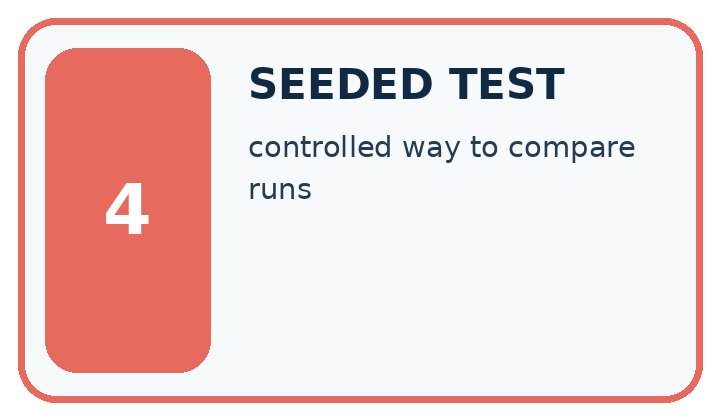 4
SEEDED TEST
controlled way to compare
runs